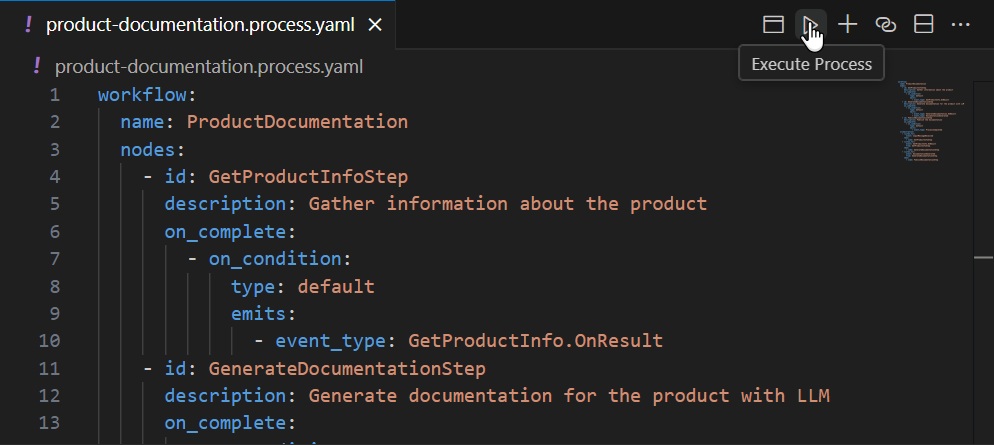 ! product-documentation.process.yaml ×
Execute Process
! product-documentation.process.yaml
1 workflow:
2 name: ProductDocumentation
3 nodes:
4 - id: GetProductInfoStep
5 description: Gather information about the product
6 on_complete:
7 - on_condition:
8 type: default
9 emits:
10 - event_type: GetProductInfo.OnResult
11 - id: GenerateDocumentationStep
12 description: Generate documentation for the product with LLM
13 on_complete: